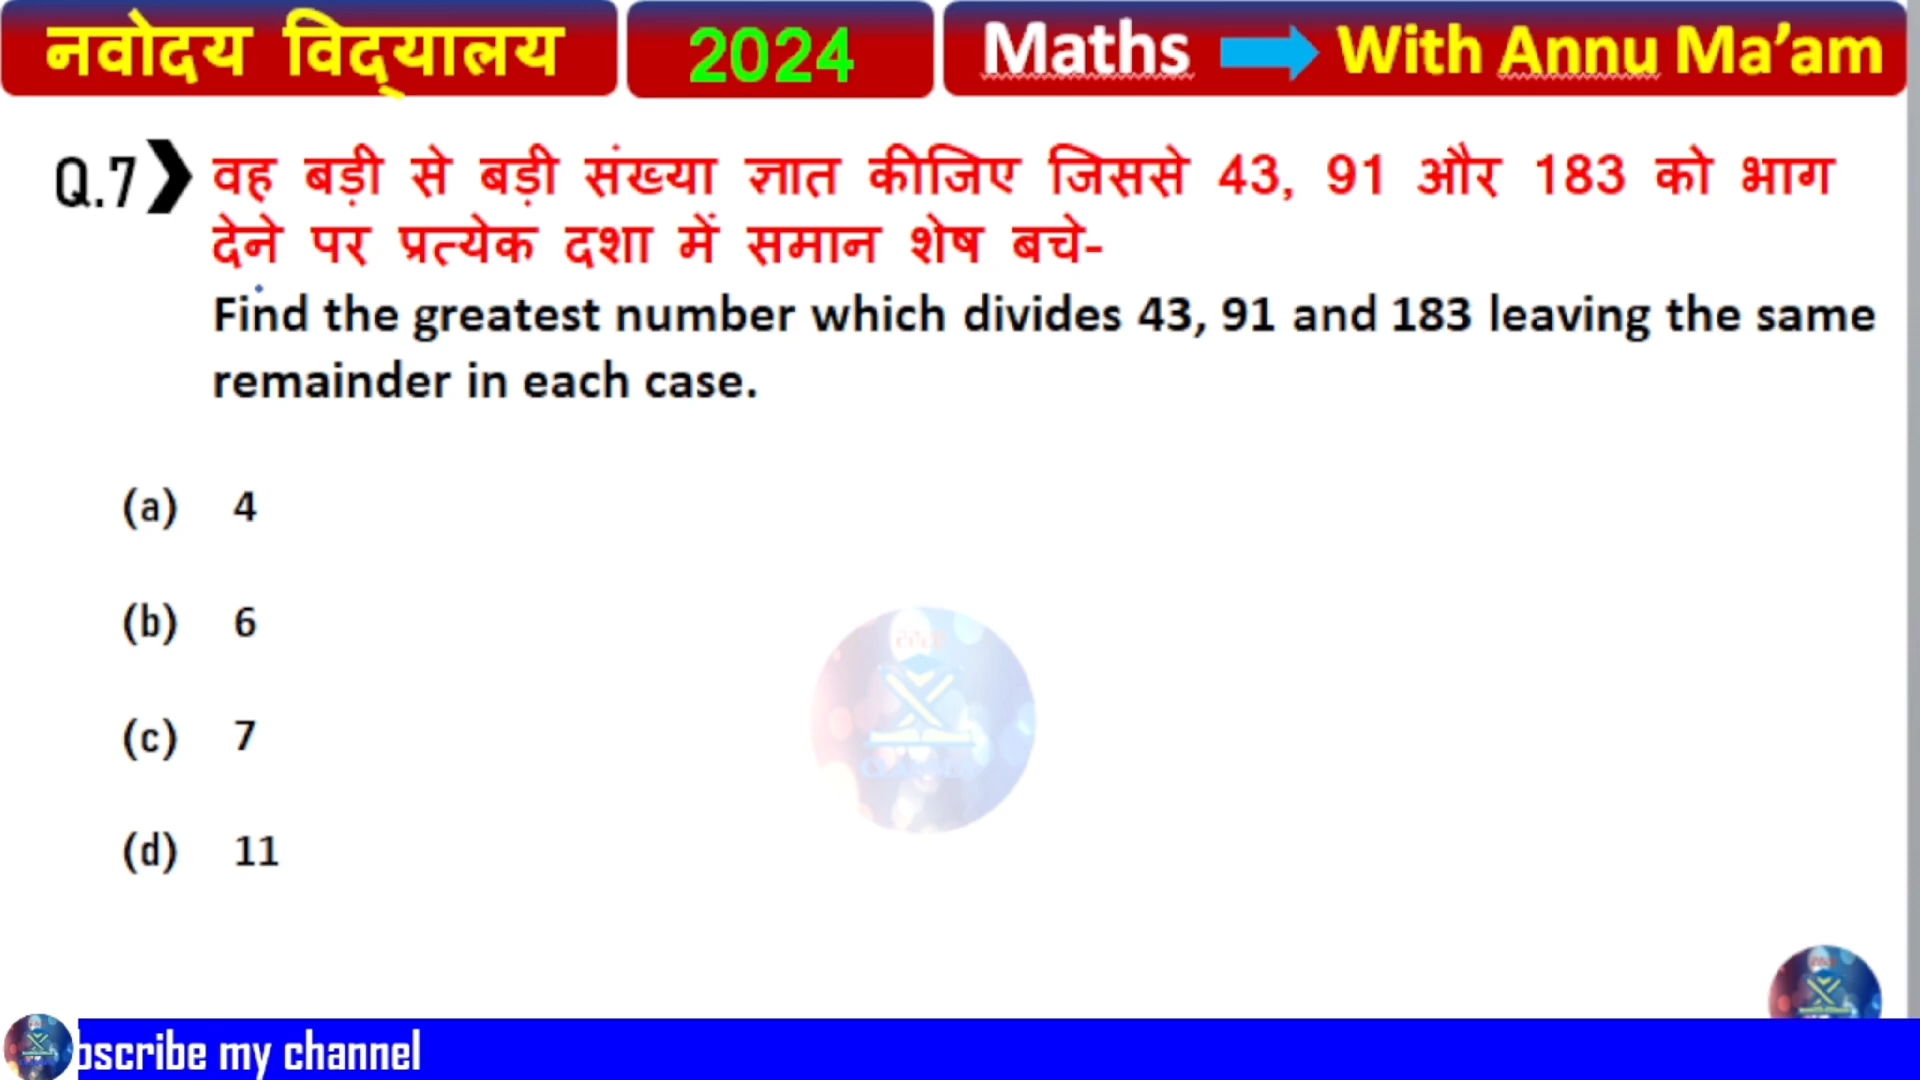 नवोदय विद्यालय
2024
Maths
With Annu Ma’am
Q.7
वह बड़ी से बड़ी संख्या ज्ञात कीजिए जिससे 43, 91 और 183 को भाग
देने पर प्रत्येक दशा में समान शेष बचे-
Find the greatest number which divides 43, 91 and 183 leaving the same
remainder in each case.
(a) 4
(b) 6
(c) 7
(d) 11
bscribe my channel